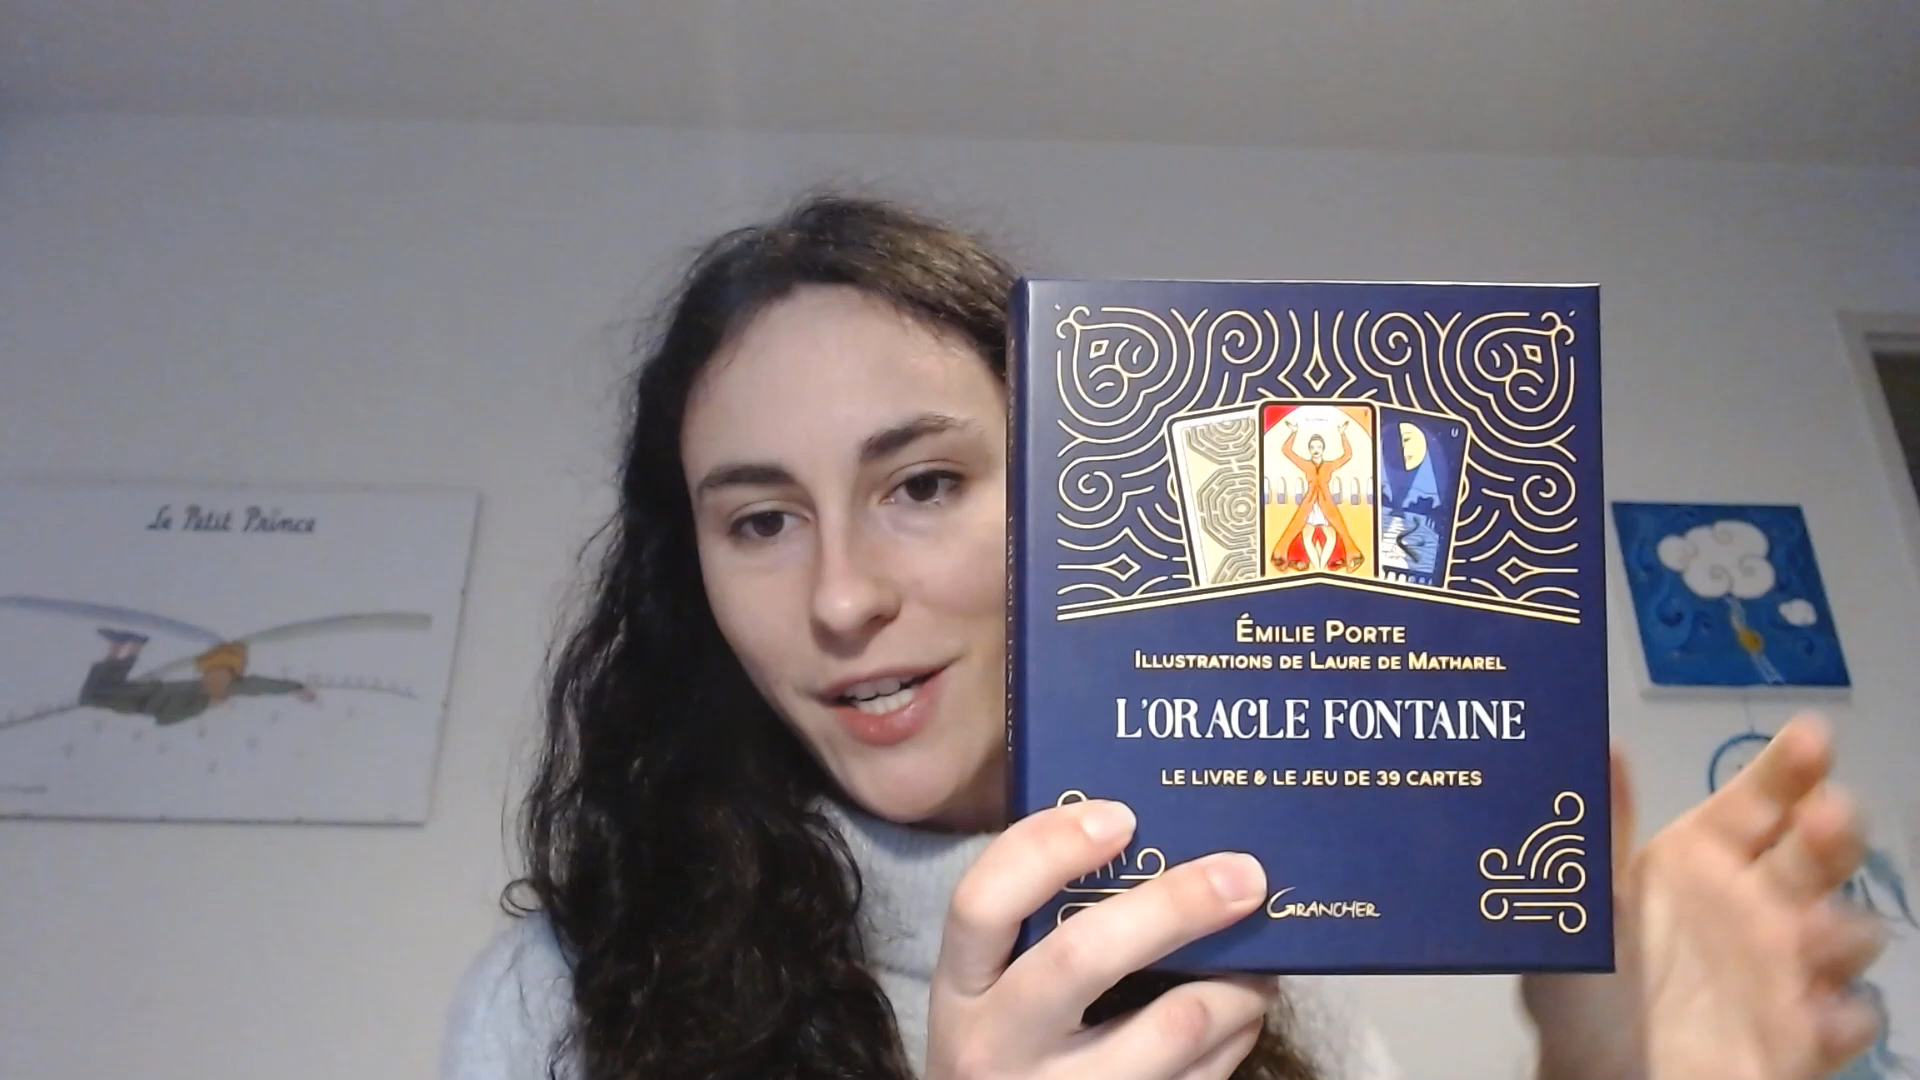 Le Petit Prince
ÉMILIE PORTE
ILLUSTRATIONS DE LAURE DE MATHAREL
L'ORACLE FONTAINE
LE LIVRE & LE JEU DE 39 CARTES
GRANCHER